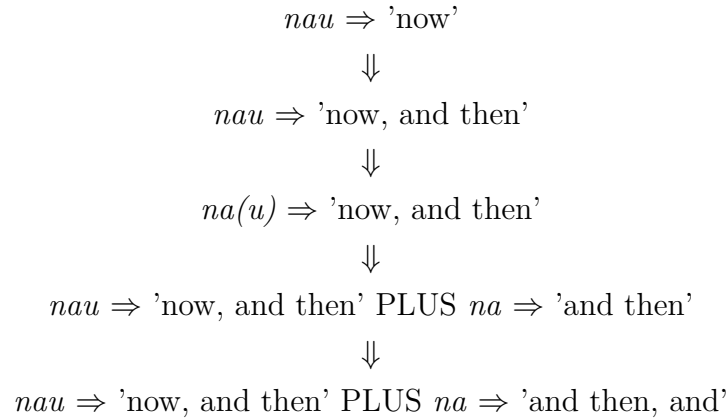 nau ⇒ 'now'
⇓
nau ⇒ 'now, and then'
⇓
na(u) ⇒ 'now, and then'
⇓
nau ⇒ 'now, and then' PLUS na ⇒ 'and then'
⇓
nau ⇒ 'now, and then' PLUS na ⇒ 'and then, and'